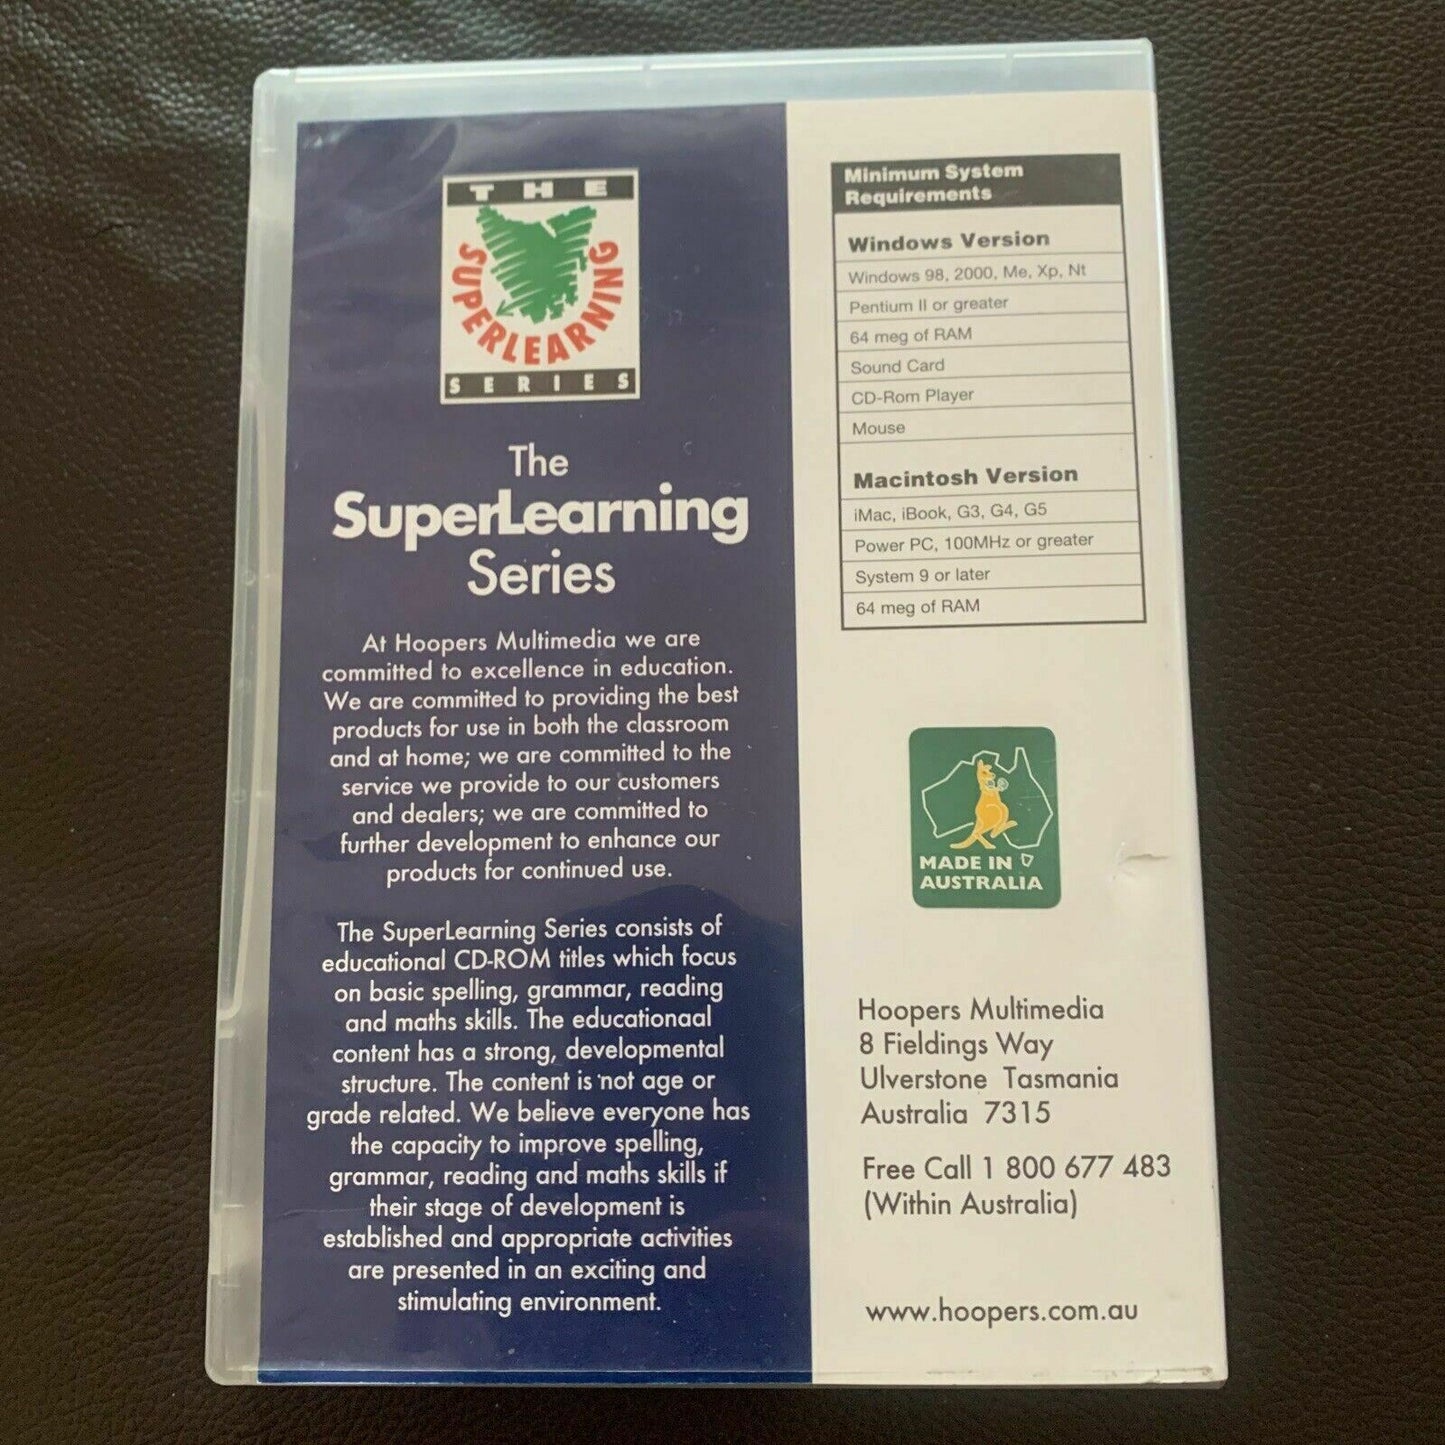 THE
SUPERLEARNING
SERIES
The
SuperLearning
Series
At Hoopers Multimedia we are
committed to excellence in education.
We are committed to providing the best
products for use in both the classroom
and at home; we are committed to the
service we provide to our customers
and dealers; we are committed to
further development to enhance our
products for continued use.
The SuperLearning Series consists of
educational CD-ROM titles which focus
on basic spelling, grammar, reading
and maths skills. The educationaal
content has a strong, developmental
structure. The content is not age or
grade related. We believe everyone has
the capacity to improve spelling,
grammar, reading and maths skills if
their stage of development is
established and appropriate activities
are presented in an exciting and
stimulating environment.
Minimum System
Requirements
Windows Version
Windows 98, 2000, Me, Xp, Nt
Pentium II or greater
64 meg of RAM
Sound Card
CD-Rom Player
Mouse
Macintosh Version
iMac, iBook, G3, G4, G5
Power PC, 100MHz or greater
System 9 or later
64 meg of RAM
MADE IN
AUSTRALIA
Hoopers Multimedia
8 Fieldings Way
Ulverstone Tasmania
Australia 7315
Free Call 1 800 677 483
(Within Australia)
www.hoopers.com.au